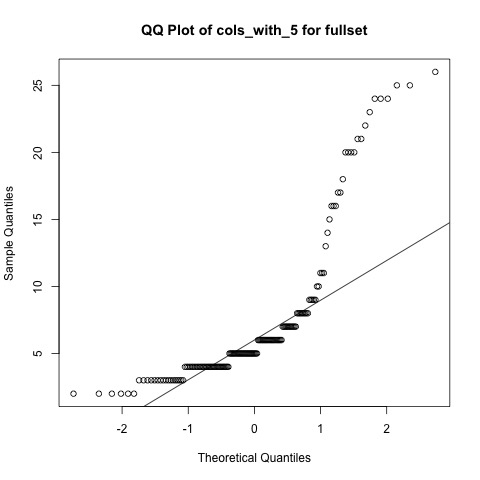 QQ Plot of cols_with_5 for fullset
Sample Quantiles
25
20
15
10
5
-2 -1 0 1 2
Theoretical Quantiles